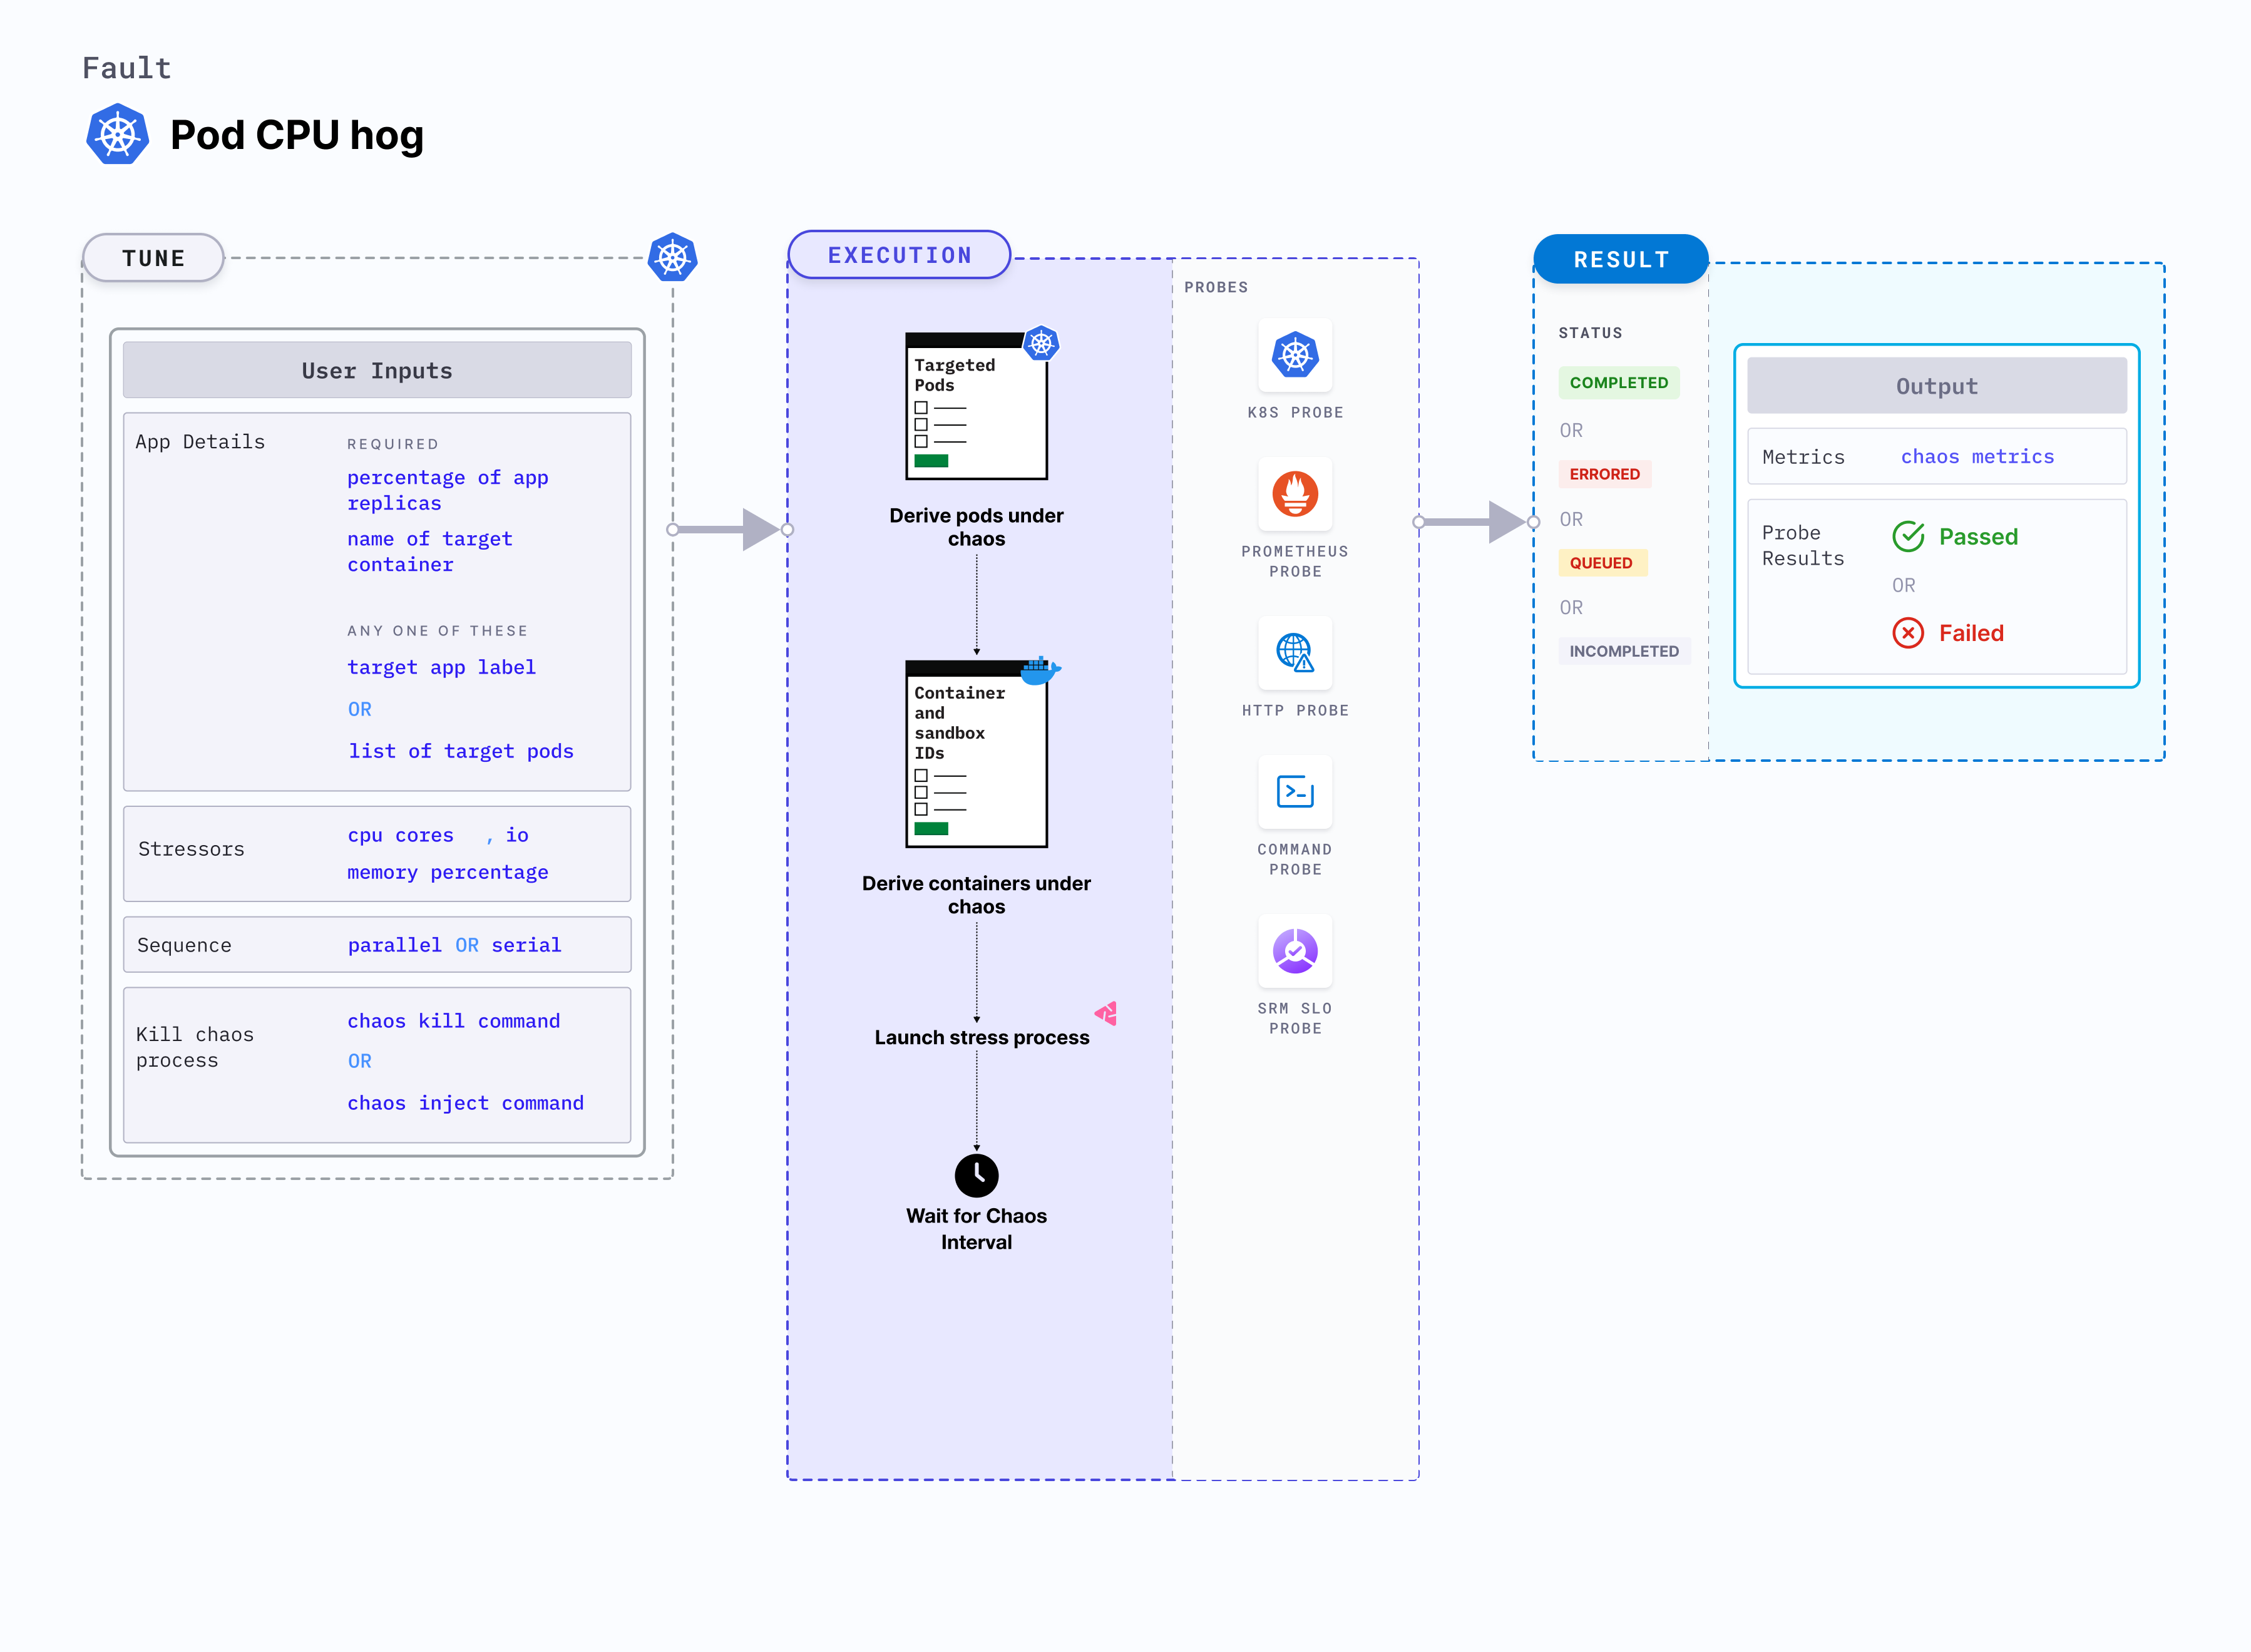 Fault
Pod CPU hog
TUNE
User Inputs
App Details
REQUIRED
percentage of app
replicas
name of target
container
ANY ONE OF THESE
target app label
OR
list of target pods
Stressors
cpu cores , io
memory percentage
Sequence
parallel OR serial
Kill chaos
process
chaos kill command
OR
chaos inject command
EXECUTION
Targeted
Pods
Derive pods under
chaos
Container
and
sandbox
IDs
Derive containers under
chaos
Launch stress process
Wait for Chaos
Interval
PROBES
K8S PROBE
PROMETHEUS
PROBE
HTTP PROBE
COMMAND
PROBE
SRM SLO
PROBE
RESULT
STATUS
COMPLETED
OR
ERRORED
OR
QUEUED
OR
INCOMPLETED
Output
Metrics chaos metrics
Probe
Results
Passed
OR
Failed